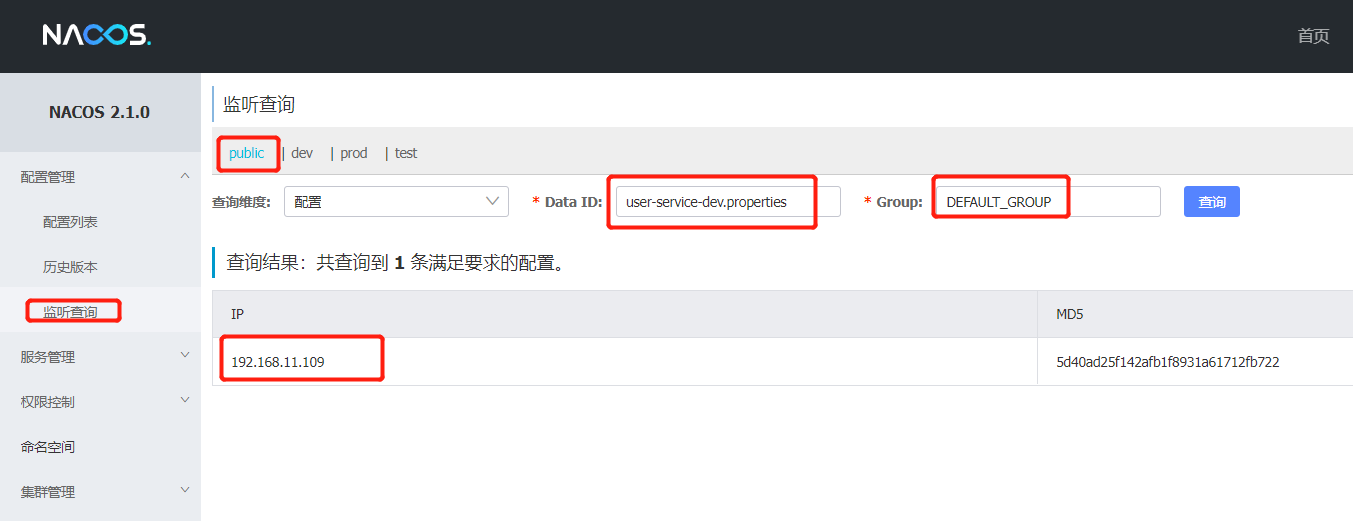 NACOS.
首页
NACOS 2.1.0
配置管理
配置列表
历史版本
监听查询
服务管理
权限控制
命名空间
集群管理
监听查询
public | dev | prod | test
查询维度: 配置 * Data ID: user-service-dev.properties * Group: DEFAULT_GROUP 查询
查询结果：共查询到 1 条满足要求的配置。
IP MD5
192.168.11.109 5d40ad25f142afb1f8931a61712fb722